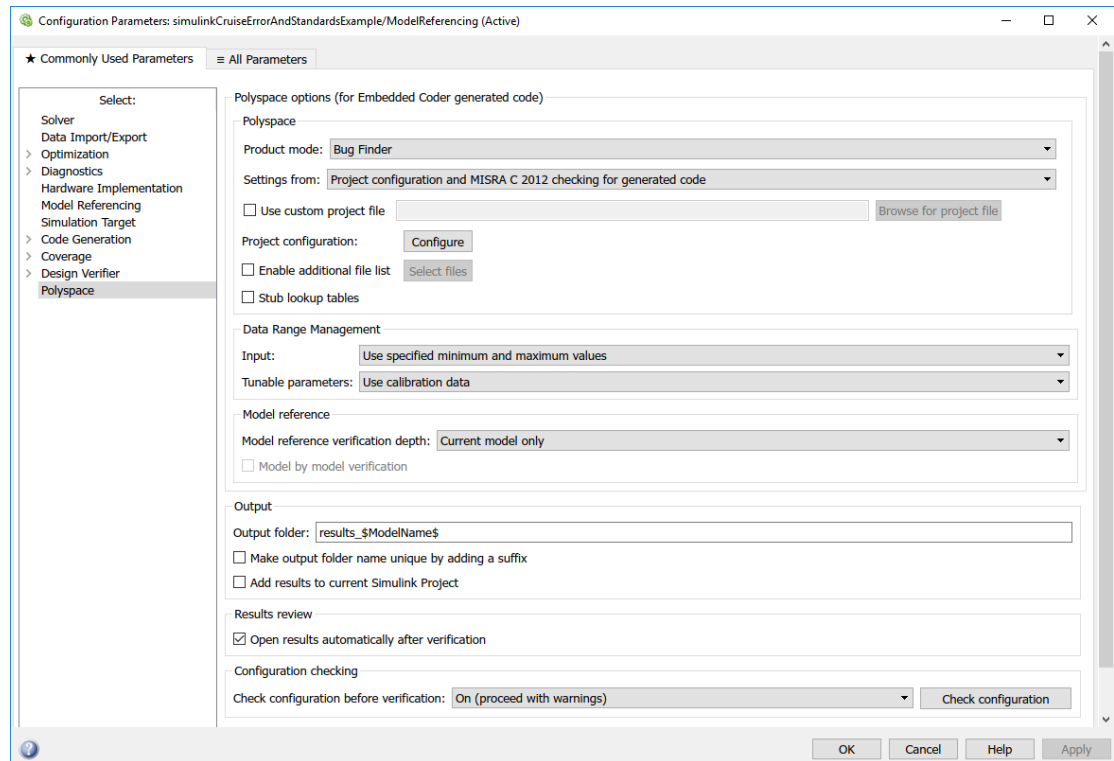 Configuration Parameters: simulinkCruiseErrorAndStandardsExample/ModelReferencing (Active)
★ Commonly Used Parameters
≡ All Parameters
Select:
Solver
Data Import/Export
Optimization
Diagnostics
Hardware Implementation
Model Referencing
Simulation Target
Code Generation
Coverage
Design Verifier
Polyspace
Polyspace options (for Embedded Coder generated code)
Polyspace
Product mode: Bug Finder
Settings from: Project configuration and MISRA C 2012 checking for generated code
Use custom project file Browse for project file
Project configuration: Configure
Enable additional file list Select files
Stub lookup tables
Data Range Management
Input: Use specified minimum and maximum values
Tunable parameters: Use calibration data
Model reference
Model reference verification depth: Current model only
Model by model verification
Output
Output folder: results_$ModelName$
Make output folder name unique by adding a suffix
Add results to current Simulink Project
Results review
Open results automatically after verification
Configuration checking
Check configuration before verification: On (proceed with warnings) Check configuration
OK Cancel Help Apply